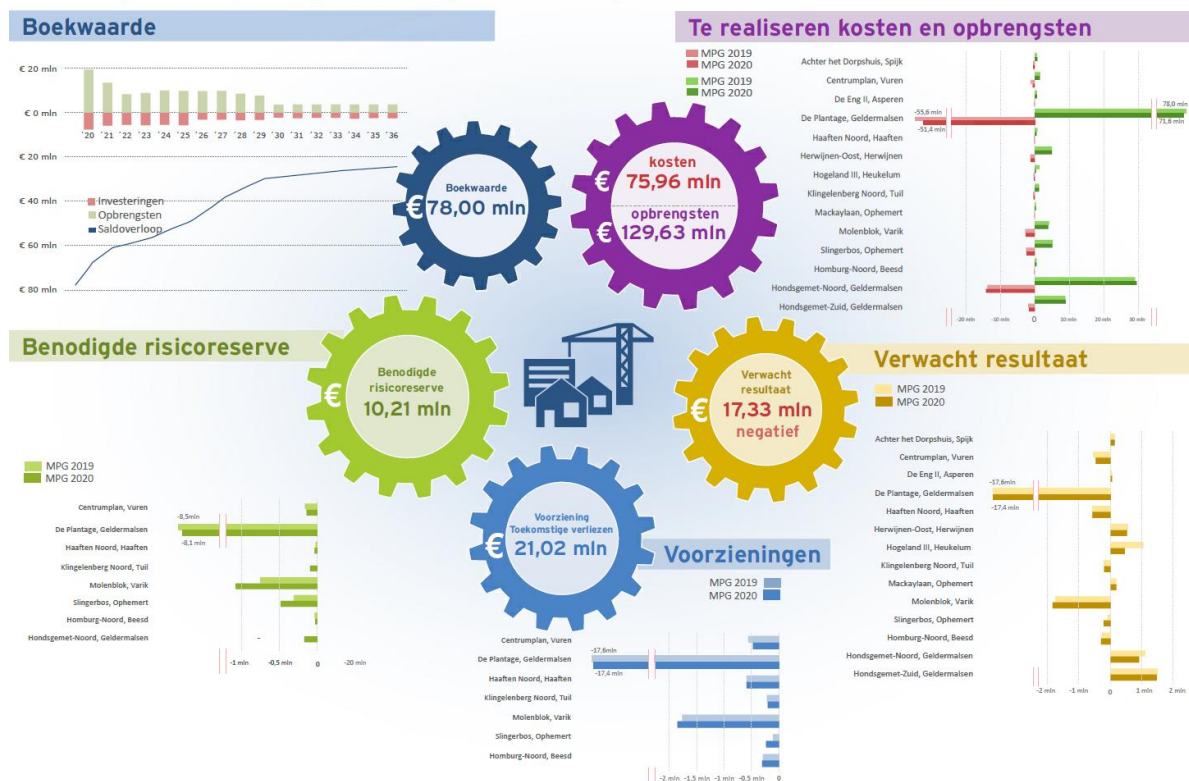 Boekwaarde
€ 20 mln
€ 0 mln
'20 '21 '22 '23 '24 '25 '26 '27 '28 '29 '30 '31 '32 '33 '34 '35 '36
€ 20 mln
€ 40 mln
Investeringen
Opbrengsten
Saldoverloop
€ 60 mln
€ 80 mln
Boekwaarde
€ 78,00 mln
kosten
€ 75,96 mln
opbrengsten
€ 129,63 mln
Te realiseren kosten en opbrengsten
MPG 2019
MPG 2020
MPG 2019
MPG 2020
Achter het Dorpshuis, Spijk
Centrumplan, Vuren
De Eng II, Asperen
De Plantage, Geldermalsen
Haaften Noord, Haaften
Herwijnen-Oost, Herwijnen
Hogeland III, Heukelum
Klingelenberg Noord, Tuil
Mackaylaan, Ophemert
Molenblok, Varik
Slingerbos, Ophemert
Homburg-Noord, Beesd
Hondsgemet-Noord, Geldermalsen
Hondsgemet-Zuid, Geldermalsen
-55,6 mln
-51,4 mln
78,0 mln
71,6 mln
-20 mln -10 mln 0 10 mln 20 mln 30 mln
Benodigde risicoreserve
€
Benodigde
risicoreserve
10,21 mln
MPG 2019
MPG 2020
Centrumplan, Vuren
De Plantage, Geldermalsen
Haaften Noord, Haaften
Klingelenberg Noord, Tuil
Molenblok, Varik
Slingerbos, Ophemert
Homburg-Noord, Beesd
Hondsgemet-Noord, Geldermalsen
-8,5mln
-8,1 mln
-
-1 mln -0,5 mln 0 -20 mln
€
Verwacht
resultaat
17,33 mln
negatief
Verwacht resultaat
MPG 2019
MPG 2020
Achter het Dorpshuis, Spijk
Centrumplan, Vuren
De Eng II, Asperen
De Plantage, Geldermalsen
Haaften Noord, Haaften
Herwijnen-Oost, Herwijnen
Hogeland III, Heukelum
Klingelenberg Noord, Tuil
Mackaylaan, Ophemert
Molenblok, Varik
Slingerbos, Ophemert
Homburg-Noord, Beesd
Hondsgemet-Noord, Geldermalsen
Hondsgemet-Zuid, Geldermalsen
-17,6mln
-17,4 mln
-2 mln -1 mln 0 1 mln 2 mln
€
Voorziening
Toekomstige verliezen
21,02 mln
Voorzieningen
MPG 2019
MPG 2020
Centrumplan, Vuren
De Plantage, Geldermalsen
Haaften Noord, Haaften
Klingelenberg Noord, Tuil
Molenblok, Varik
Slingerbos, Ophemert
Homburg-Noord, Beesd
-17,6mln
-17,4 mln
-2 mln -1.5 mln -1 mln -0,5 mln 0